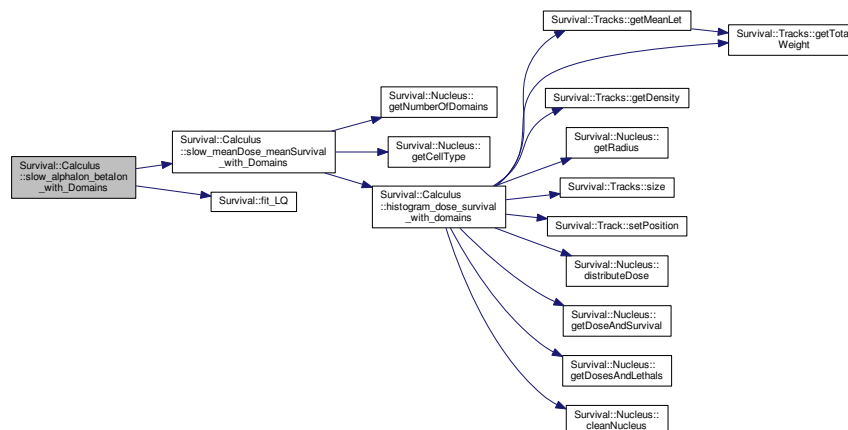 Survival::Calculus
::slow_alphaIon_betaIon
_with_Domains
Survival::Calculus
::slow_meanDose_meanSurvival
_with_Domains
Survival::fit_LQ
Survival::Nucleus::
getNumberOfDomains
Survival::Nucleus::
getCellType
Survival::Calculus
::histogram_dose_survival
_with_domains
Survival::Tracks::getMeanLet
Survival::Tracks::getTotal
Weight
Survival::Tracks::getDensity
Survival::Nucleus::
getRadius
Survival::Tracks::size
Survival::Track::setPosition
Survival::Nucleus::
distributeDose
Survival::Nucleus::
getDoseAndSurvival
Survival::Nucleus::
getDosesAndLethals
Survival::Nucleus::
cleanNucleus